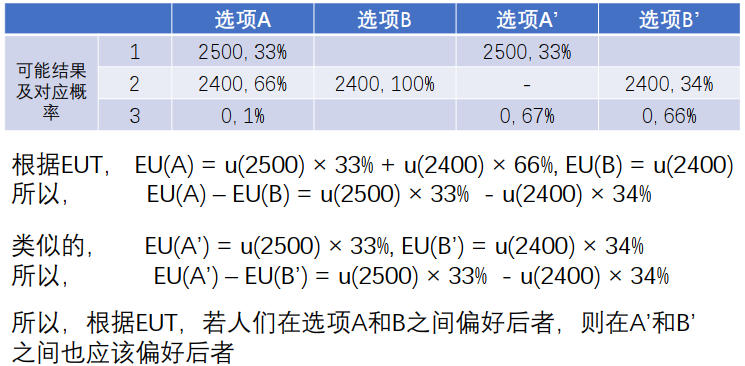 选项A 选项B 选项A’ 选项B’
可能结果及对应概率 1 2500, 33% 2500, 33%
2 2400, 66% 2400, 100% - 2400, 34%
3 0, 1% 0, 67% 0, 66%
根据EUT, EU(A) = u(2500) × 33% + u(2400) × 66%, EU(B) = u(2400)
所以, EU(A) – EU(B) = u(2500) × 33% - u(2400) × 34%
类似的, EU(A’) = u(2500) × 33%, EU(B’) = u(2400) × 34%
所以, EU(A’) – EU(B’) = u(2500) × 33% - u(2400) × 34%
所以，根据EUT，若人们在选项A和B之间偏好后者，则在A’和B’
之间也应该偏好后者